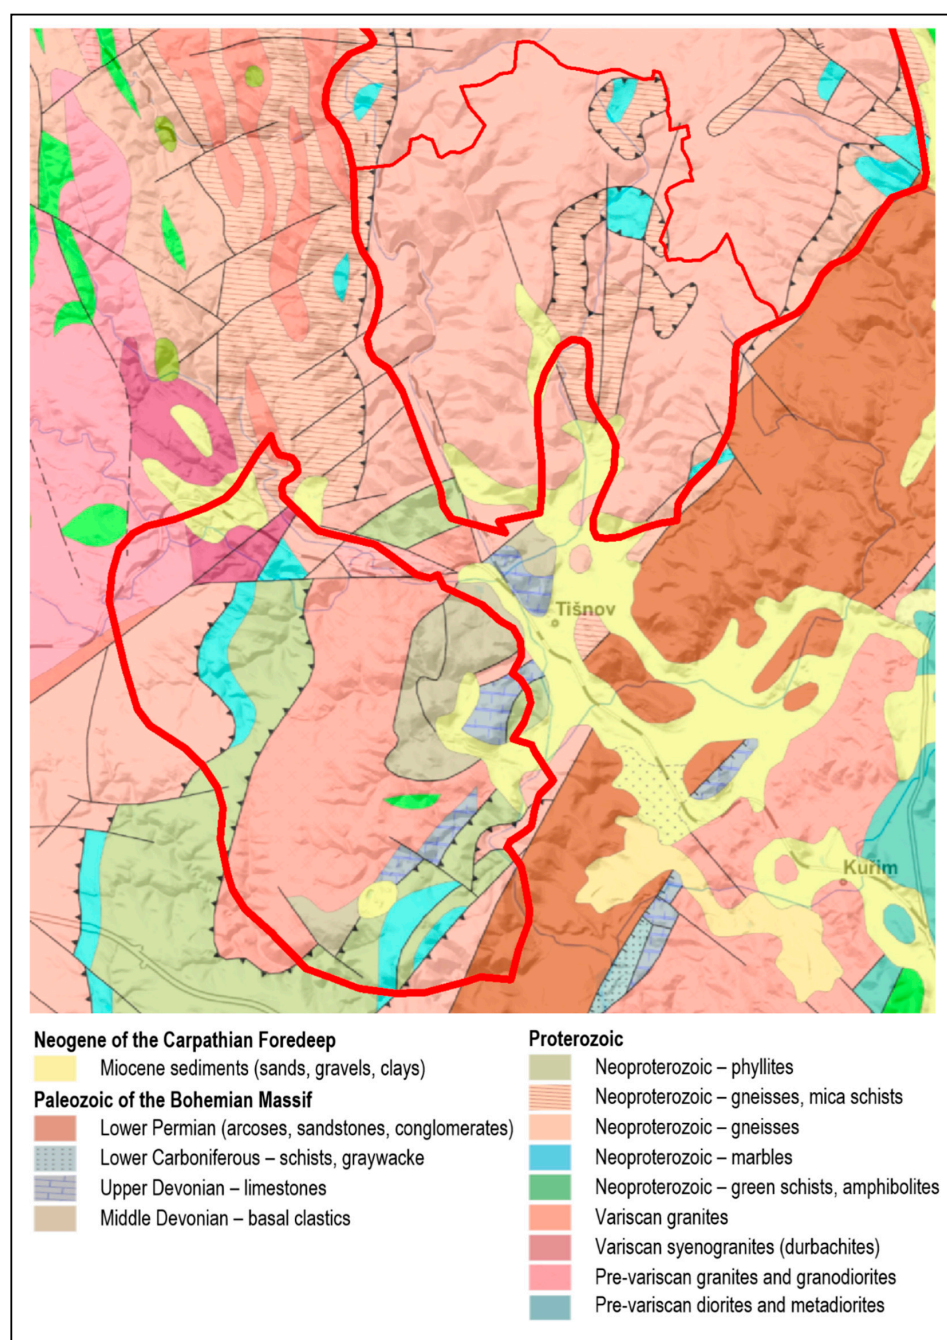 Tišnov
Kuřim
Neogene of the Carpathian Foredeep
Miocene sediments (sands, gravels, clays)
Paleozoic of the Bohemian Massif
Lower Permian (arcoses, sandstones, conglomerates)
Lower Carboniferous – schists, graywacke
Upper Devonian – limestones
Middle Devonian – basal clastics
Proterozoic
Neoproterozoic – phyllites
Neoproterozoic – gneisses, mica schists
Neoproterozoic – gneisses
Neoproterozoic – marbles
Neoproterozoic – green schists, amphibolites
Variscan granites
Variscan syenogranites (durbachites)
Pre-variscan granites and granodiorites
Pre-variscan diorites and metadiorites